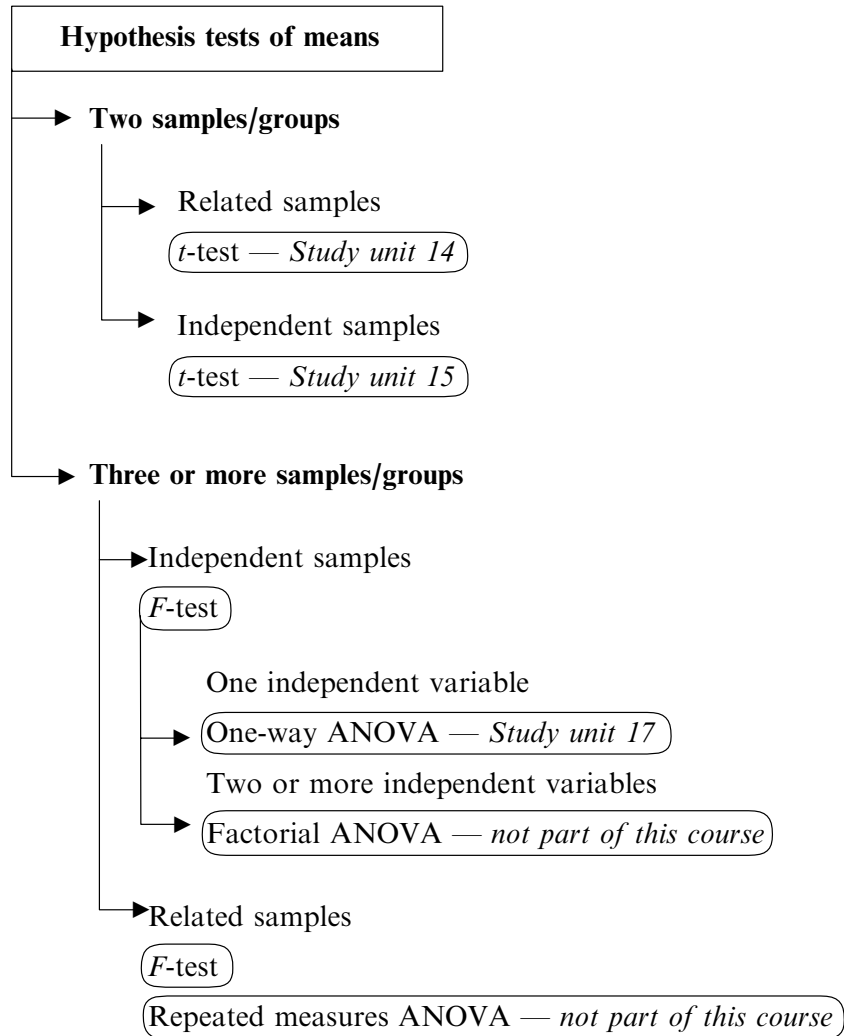 Hypothesis tests of means
Two samples/groups
Related samples
t-test — Study unit 14
Independent samples
t-test — Study unit 15
Three or more samples/groups
Independent samples
F-test
One independent variable
One-way ANOVA — Study unit 17
Two or more independent variables
Factorial ANOVA — not part of this course
Related samples
F-test
Repeated measures ANOVA — not part of this course